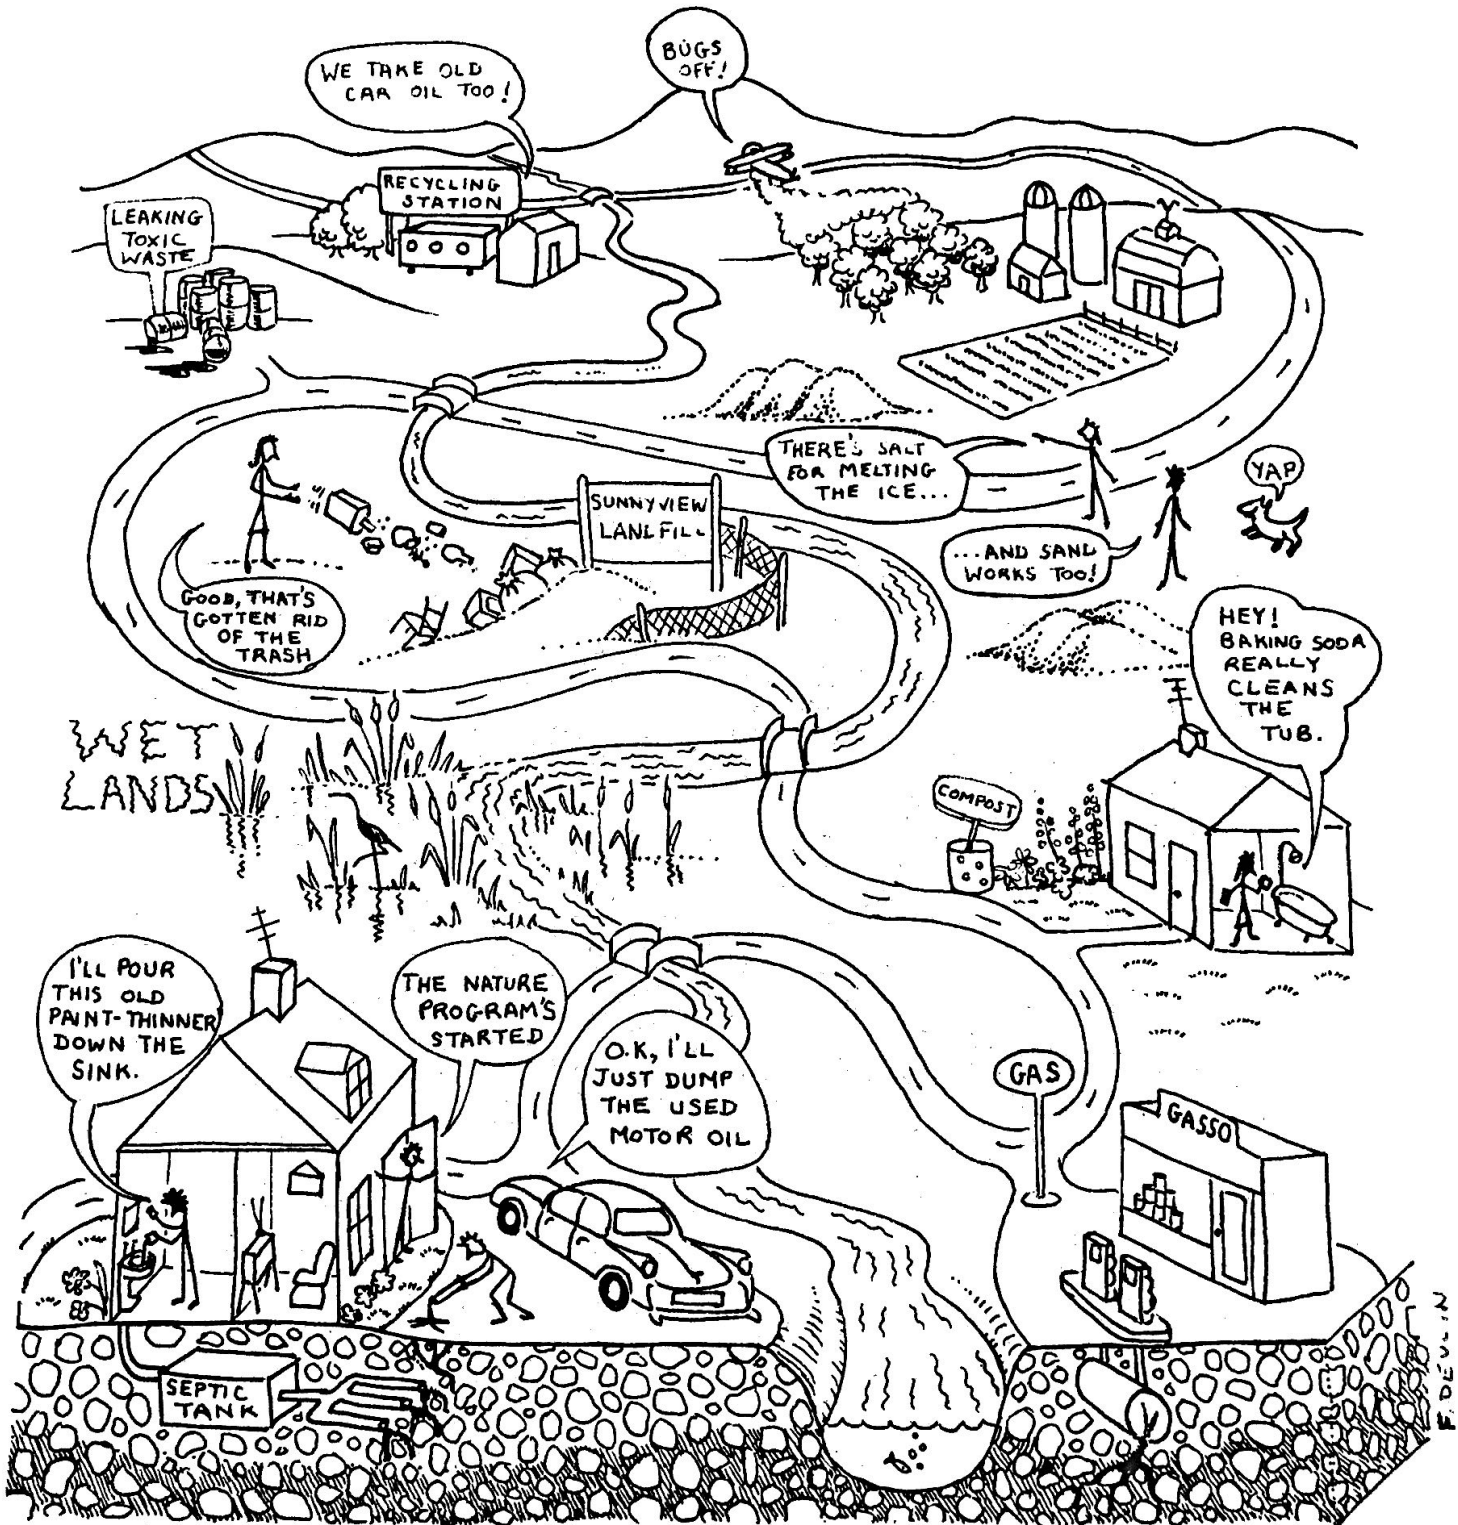 BUGS
OFF!
WE TAKE OLD
CAR OIL TOO!
RECYCLING
STATION
LEAKING
TOXIC
WASTE
THERE'S SALT
FOR MELTING
THE ICE...
YAP
SUNNYVIEW
LANDFILL
...AND SAND
WORKS TOO!
GOOD, THAT'S
GOTTEN RID
OF THE
TRASH
HEY!
BAKING SODA
REALLY
CLEANS
THE
TUB.
WET
LANDS
COMPOST
I'LL POUR
THIS OLD
PAINT-THINNER
DOWN THE
SINK.
THE NATURE
PROGRAM'S
STARTED
O.K, I'LL
JUST DUMP
THE USED
MOTOR OIL
GAS
GASSO
SEPTIC
TANK
F. DEVLIN